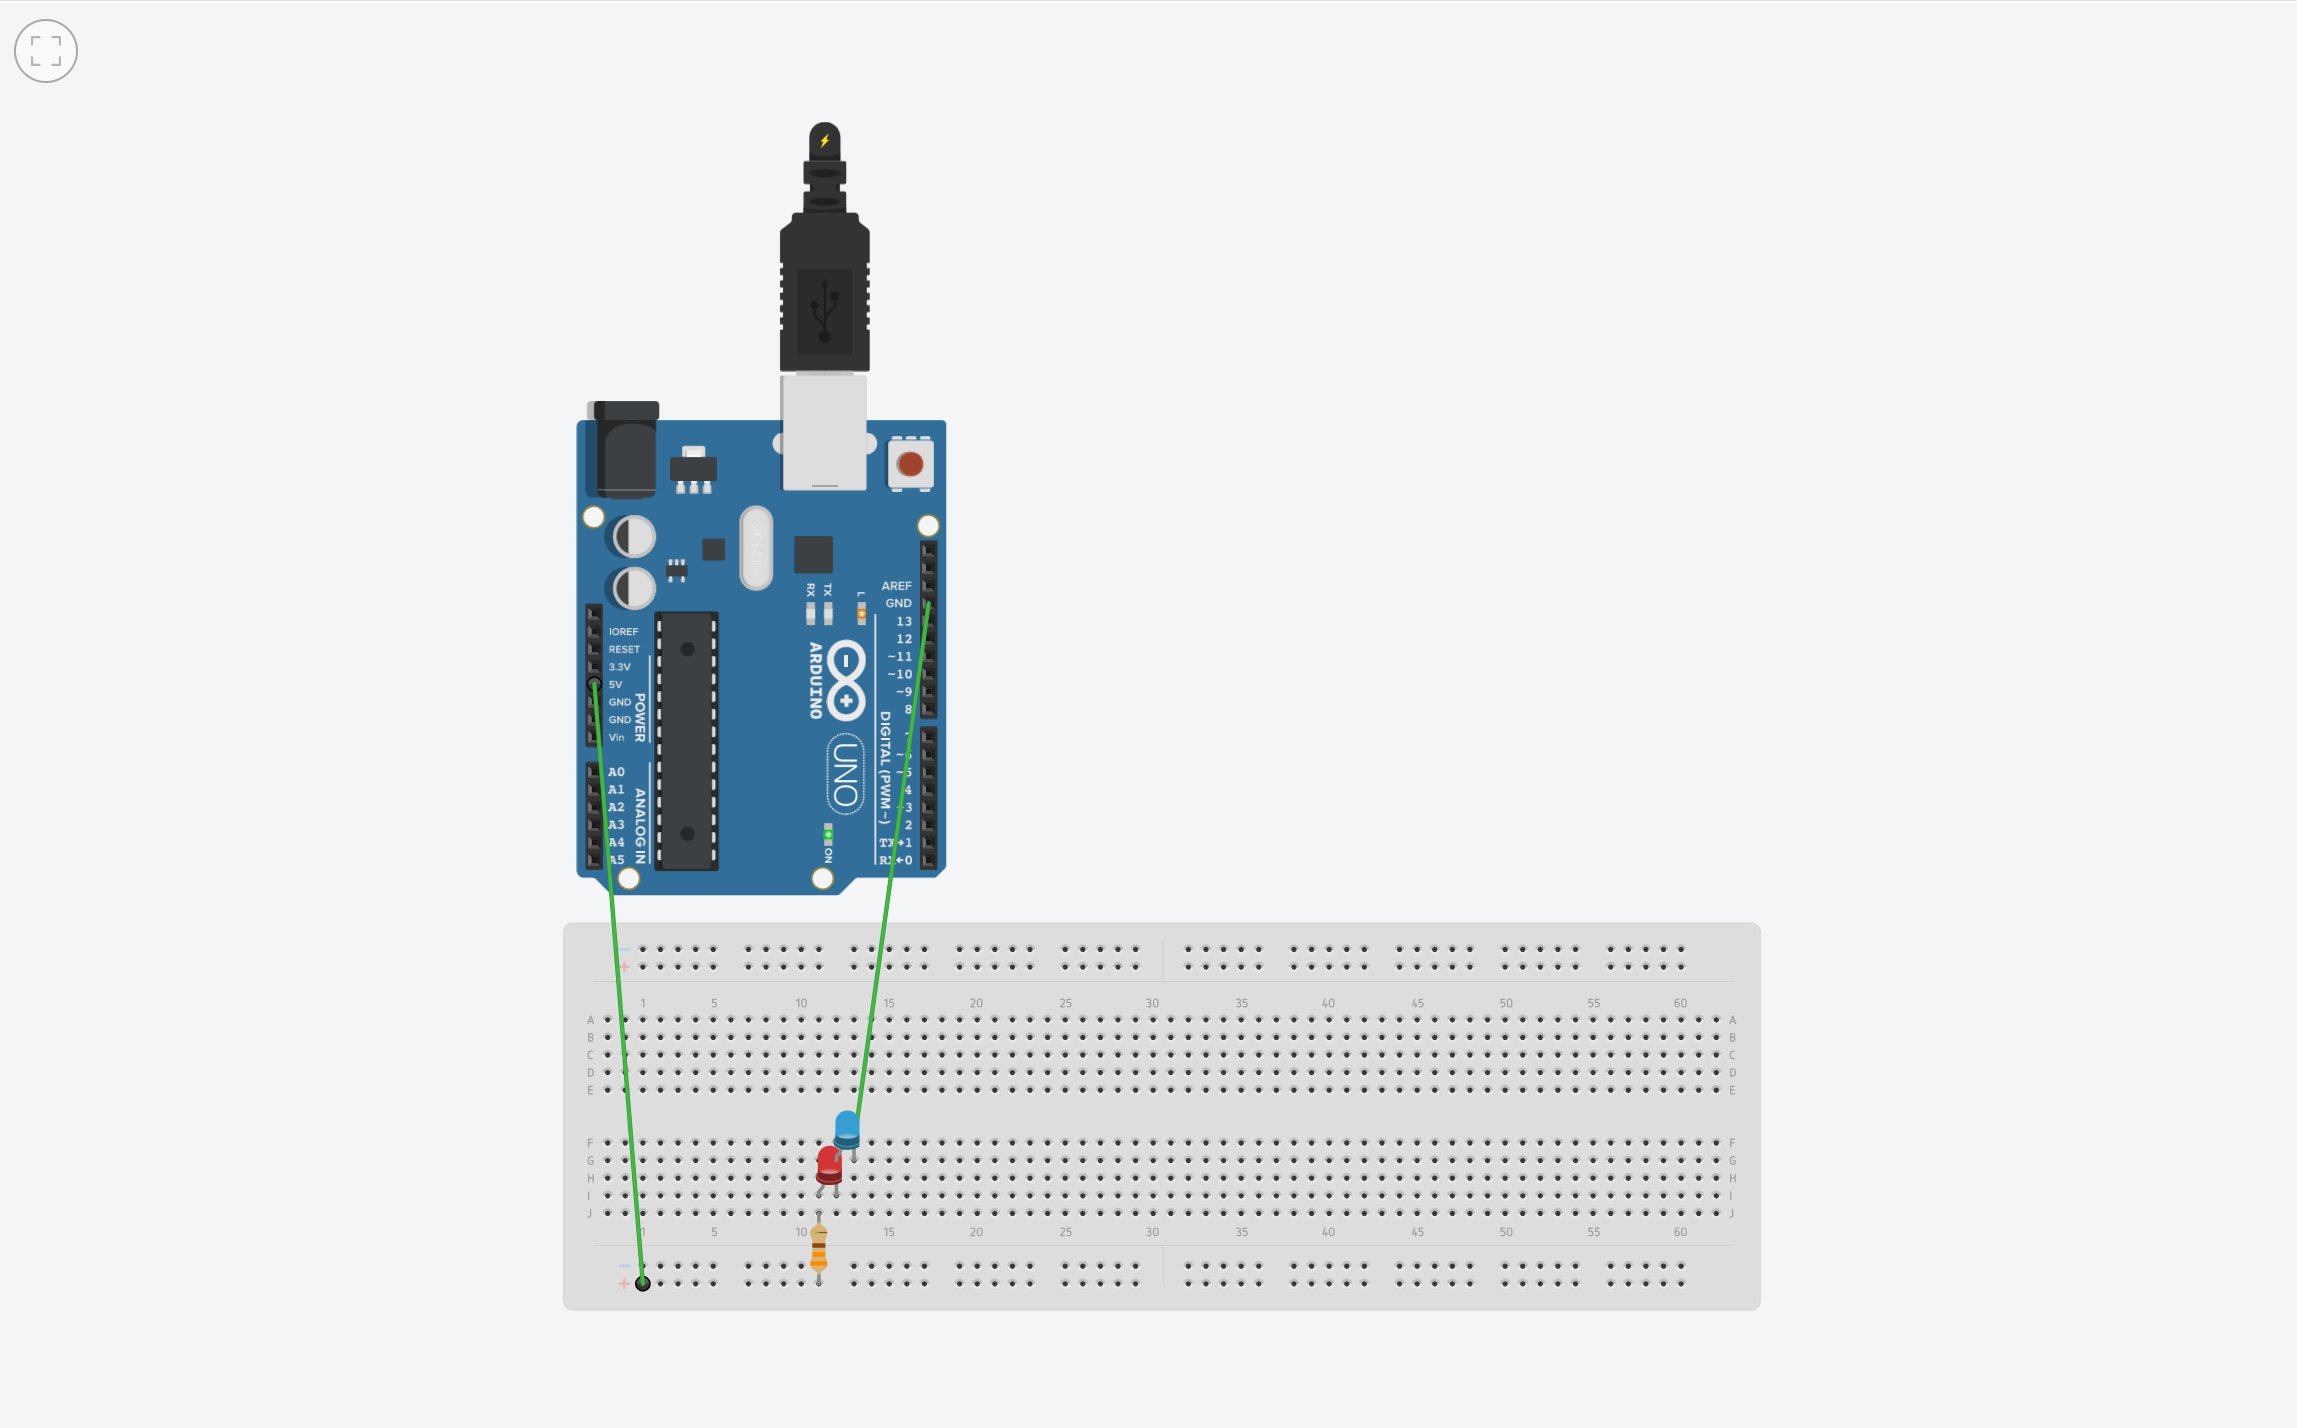 AREF
GND
13
12
~11
~10
~9
8
~5
4
~3
2
TX→1
RX←0
RX
TX
L
IOREF
RESET
3.3V
5V
GND
GND
Vin
POWER
A0
A1
A2
A3
A4
A5
ANALOG IN
ARDUINO
UNO
DIGITAL (PWM~)
ON
− +
1 5 10 15 20 25 30 35 40 45 50 55 60
A A
B B
C C
D D
E E
F F
G G
H H
I I
J J
1 5 10 15 20 25 30 35 40 45 50 55 60
− +